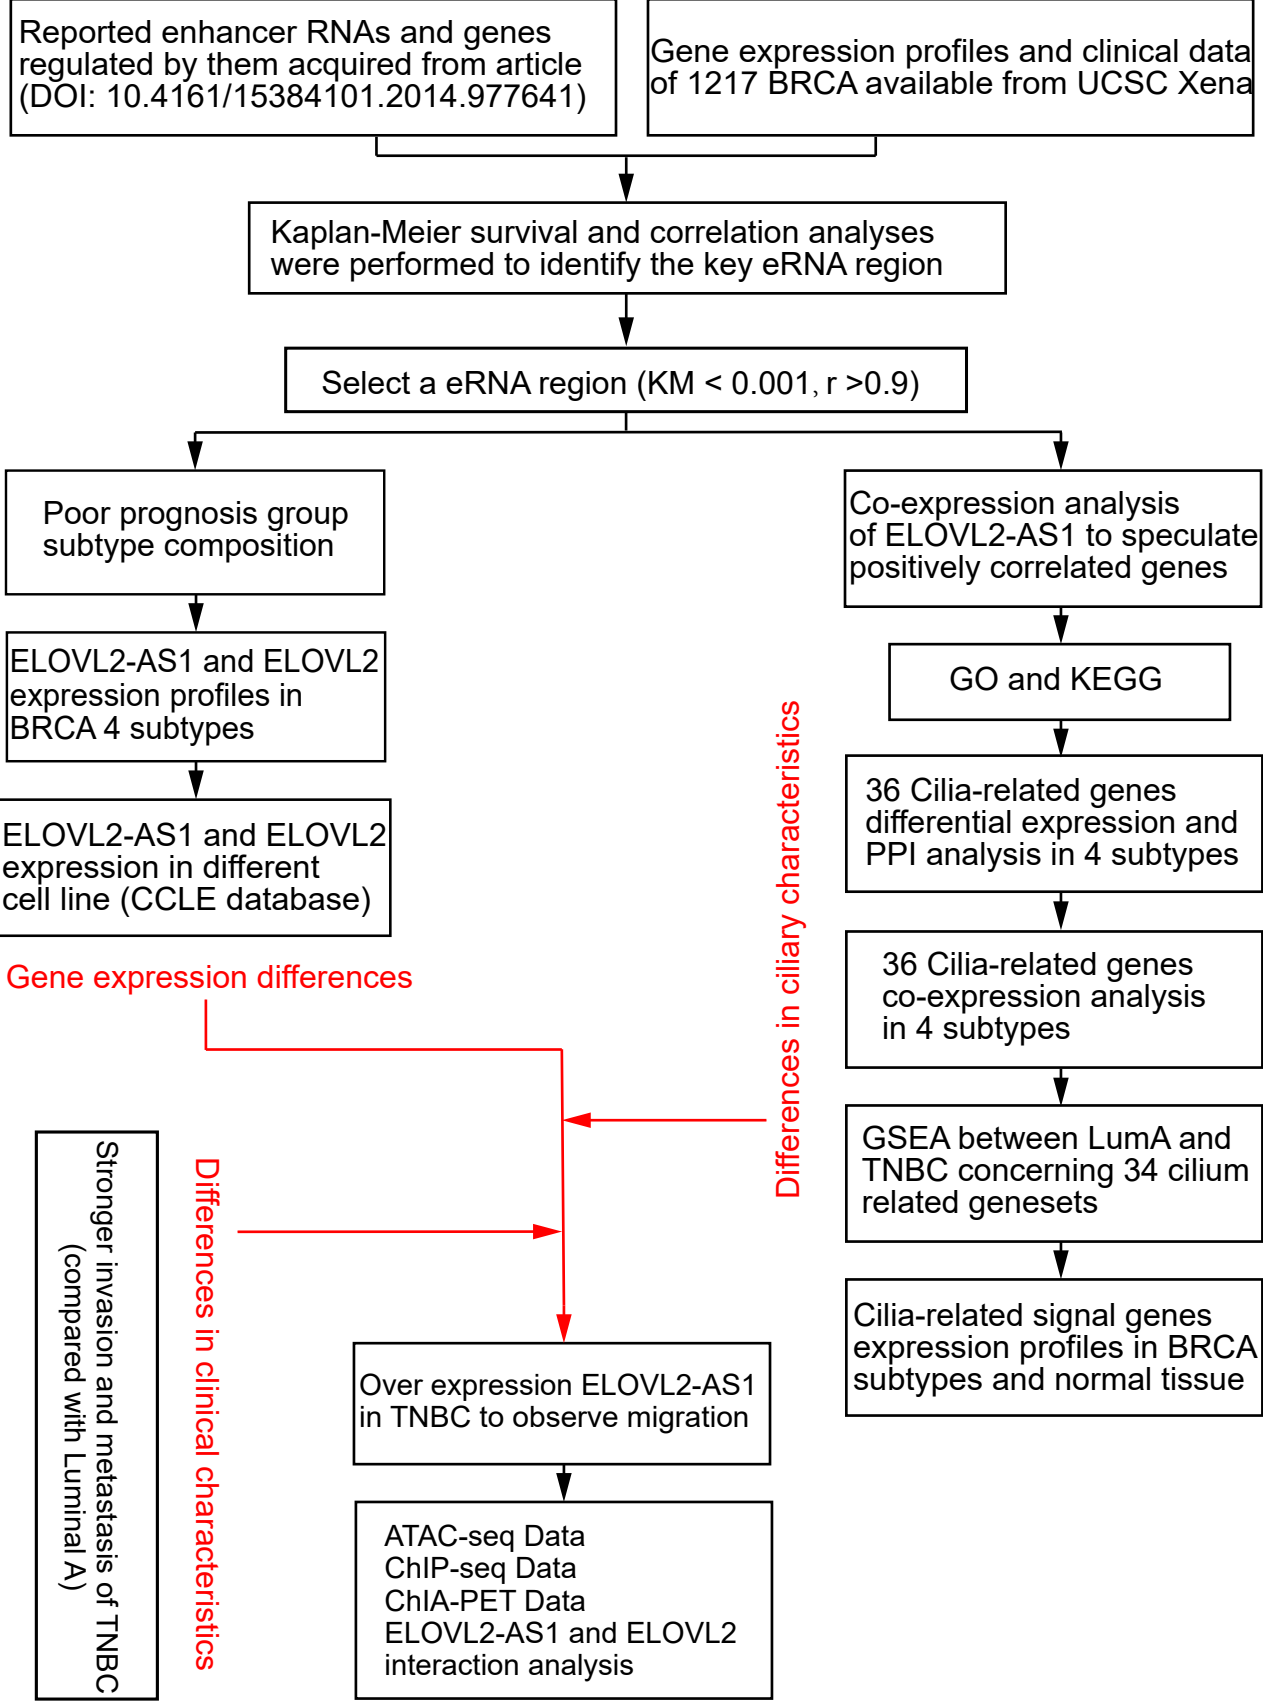 Reported enhancer RNAs and genes
regulated by them acquired from article
(DOI: 10.4161/15384101.2014.977641)
Gene expression profiles and clinical data
of 1217 BRCA available from UCSC Xena
Kaplan-Meier survival and correlation analyses
were performed to identify the key eRNA region
Select a eRNA region (KM < 0.001, r >0.9)
Poor prognosis group
subtype composition
ELOVL2-AS1 and ELOVL2
expression profiles in
BRCA 4 subtypes
ELOVL2-AS1 and ELOVL2
expression in different
cell line (CCLE database)
Gene expression differences
Co-expression analysis
of ELOVL2-AS1 to speculate
positively correlated genes
GO and KEGG
36 Cilia-related genes
differential expression and
PPI analysis in 4 subtypes
36 Cilia-related genes
co-expression analysis
in 4 subtypes
GSEA between LumA and
TNBC concerning 34 cilium
related genesets
Cilia-related signal genes
expression profiles in BRCA
subtypes and normal tissue
Differences in ciliary characteristics
Stronger invasion and metastasis of TNBC
(compared with Luminal A)
Differences in clinical characteristics
Over expression ELOVL2-AS1
in TNBC to observe migration
ATAC-seq Data
ChIP-seq Data
ChIA-PET Data
ELOVL2-AS1 and ELOVL2
interaction analysis